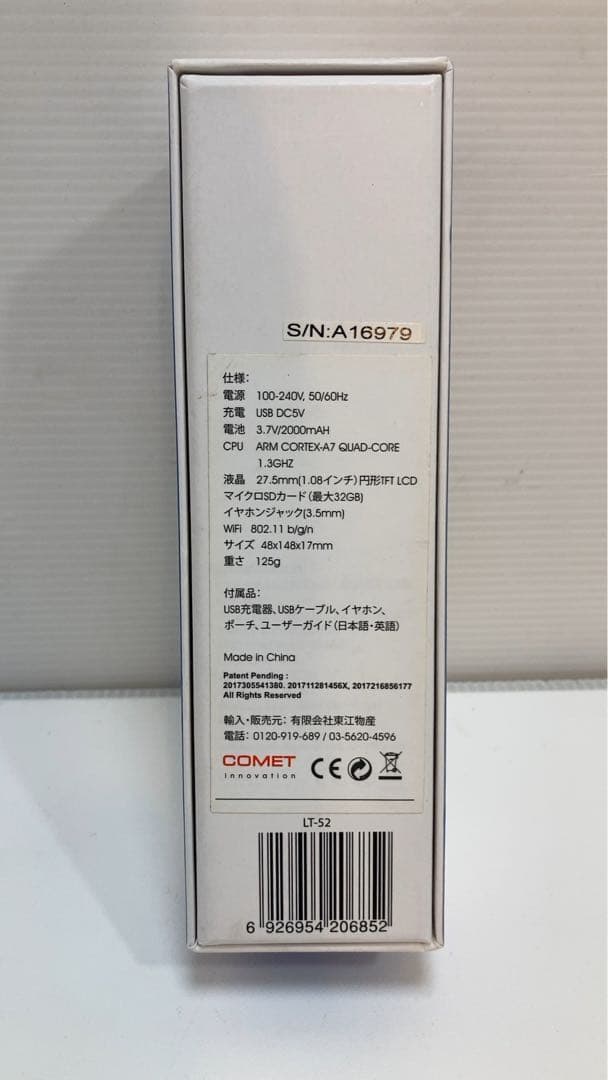 S/N:A16979
仕様：
電源 100-240V, 50/60Hz
充電 USB DC5V
電池 3.7V/2000mAH
CPU ARM CORTEX-A7 QUAD-CORE
1.3GHZ
液晶 27.5mm(1.08インチ)円形TFT LCD
マイクロSDカード（最大32GB)
イヤホンジャック(3.5mm)
WiFi 802.11 b/g/n
サイズ 48x148x17mm
重さ 125g
付属品：
USB充電器、USBケーブル、イヤホン、
ポーチ、ユーザーガイド（日本語・英語）
Made in China
Patent Pending :
2017305541380. 201711281456X, 2017216856177
All Rights Reserved
輸入・販売元：有限会社東江物産
電話：0120-919-689 / 03-5620-4596
COMET
innovation
CE
LT-52
6 926954 206852